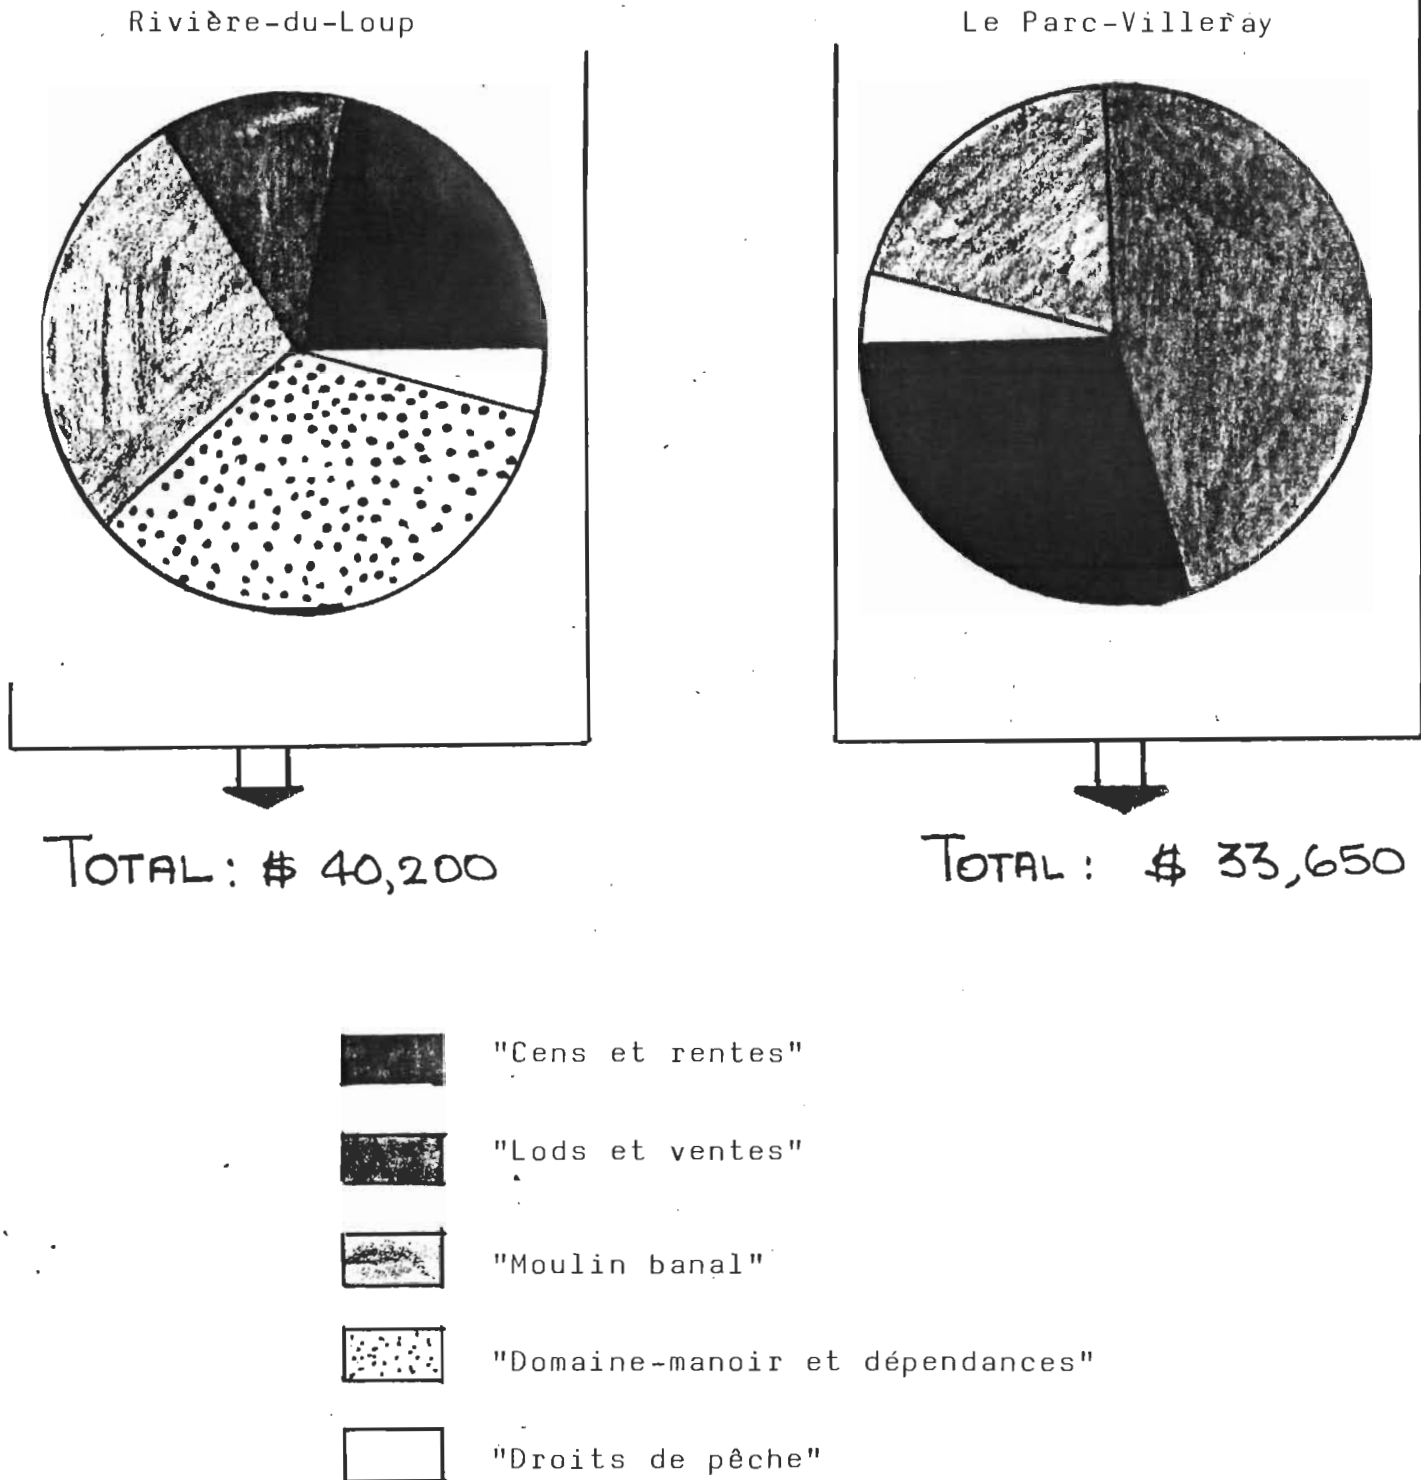 Rivière-du-Loup
Le Parc-Villeray
TOTAL: $ 40,200
TOTAL: $ 33,650
"Cens et rentes"
"Lods et ventes"
"Moulin banal"
"Domaine-manoir et dépendances"
"Droits de pêche"